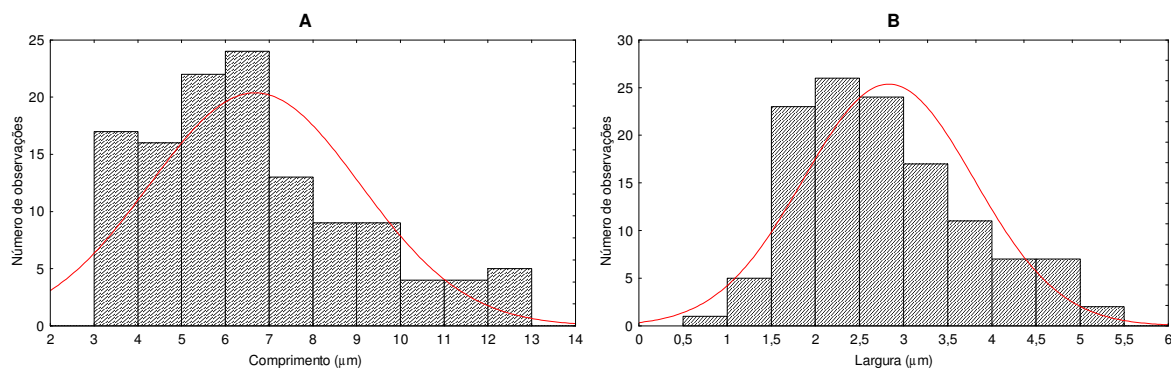 A
25
20
15
10
5
0
Número de observações
2 3 4 5 6 7 8 9 10 11 12 13 14
Comprimento (μm)
B
30
25
20
15
10
5
0
Número de observações
0 0,5 1 1,5 2 2,5 3 3,5 4 4,5 5 5,5 6
Largura (μm)